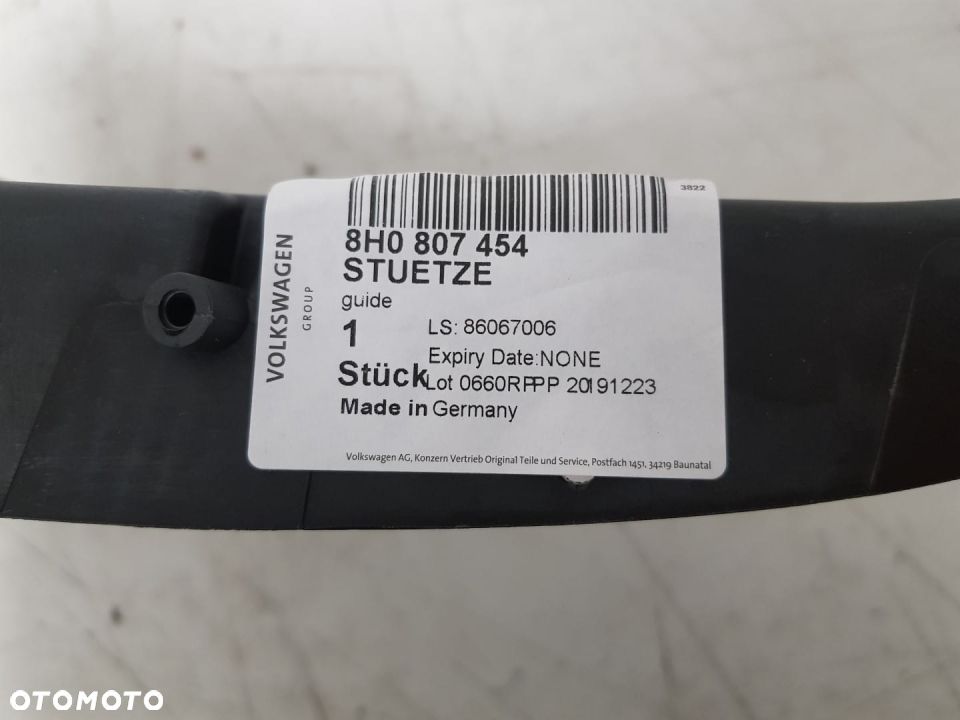 3822
8H0 807 454
STUETZE
guide
1
LS: 86067006
Expiry Date:NONE
Stück
Lot 0660RPPP 20191223
Made in Germany
Volkswagen AG, Konzern Vertrieb Original Teile und Service, Postfach 1451, 34219 Baunatal
VOLKSWAGEN
GROUP
OTOMOTO